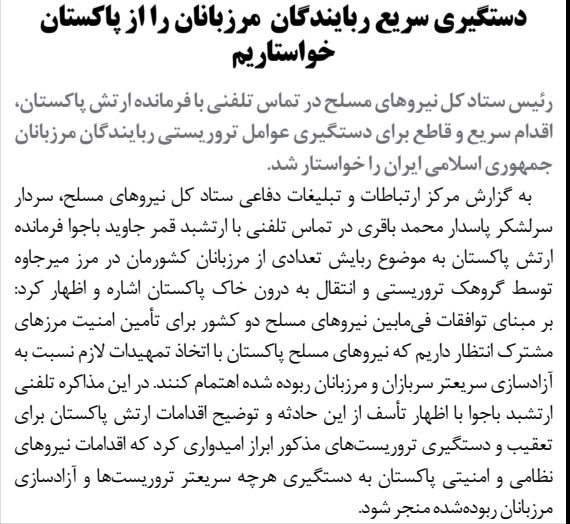 دستگیری سریع ربایندگان مرزبانان را از پاکستان
خواستاریم
رئیس ستاد کل نیروهای مسلح در تماس تلفنی با فرمانده ارتش پاکستان،
اقدام سریع و قاطع برای دستگیری عوامل تروریستی ربایندگان مرزبانان
جمهوری اسلامی ایران را خواستار شد.
به گزارش مرکز ارتباطات و تبلیغات دفاعی ستاد کل نیروهای مسلح، سردار
سرلشکر پاسدار محمد باقری در تماس تلفنی با ارتشبد قمر جاوید باجوا فرمانده
ارتش پاکستان به موضوع ربایش تعدادی از مرزبانان کشورمان در مرز میرجاوه
توسط گروهک تروریستی و انتقال به درون خاک پاکستان اشاره و اظهار کرد:
بر مبنای توافقات فی‌مابین نیروهای مسلح دو کشور برای تأمین امنیت مرزهای
مشترک انتظار داریم که نیروهای مسلح پاکستان با اتخاذ تمهیدات لازم نسبت به
آزادسازی سریعتر سربازان و مرزبانان ربوده شده اهتمام کنند. در این مذاکره تلفنی
ارتشبد باجوا با اظهار تأسف از این حادثه و توضیح اقدامات ارتش پاکستان برای
تعقیب و دستگیری تروریست‌های مذکور ابراز امیدواری کرد که اقدامات نیروهای
نظامی و امنیتی پاکستان به دستگیری هرچه سریعتر تروریست‌ها و آزادسازی
مرزبانان ربوده‌شده منجر شود.